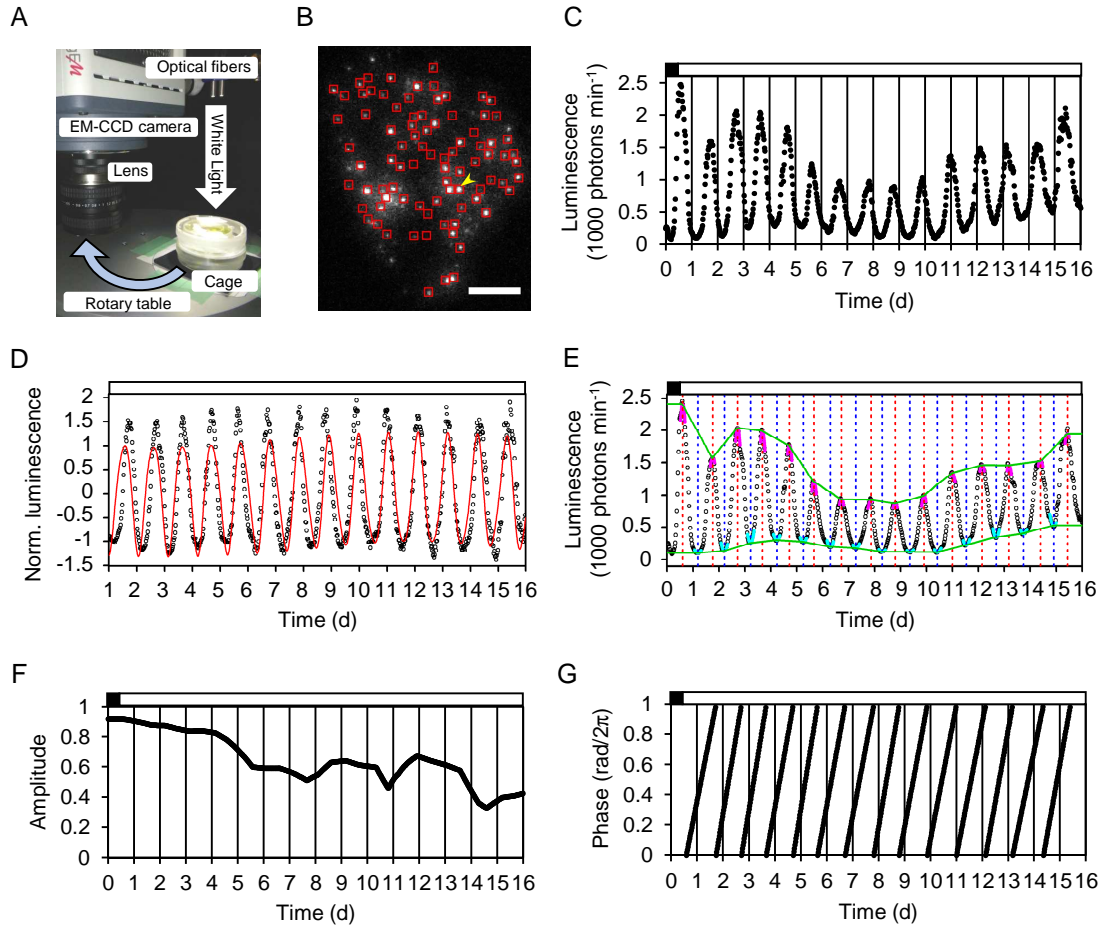 A
B
C
Optical fibers
EM-CCD camera
White Light
Lens
Cage
Rotary table
Luminescence
(1000 photons min-1)
2.5
2
1.5
1
0.5
0
0 1 2 3 4 5 6 7 8 9 10 11 12 13 14 15 16
Time (d)
D
E
Norm. luminescence
2
1.5
1
0.5
0
-0.5
-1
-1.5
1 2 3 4 5 6 7 8 9 10 11 12 13 14 15 16
Time (d)
Luminescence
(1000 photons min-1)
2.5
2
1.5
1
0.5
0
0 1 2 3 4 5 6 7 8 9 10 11 12 13 14 15 16
Time (d)
F
G
Amplitude
1
0.8
0.6
0.4
0.2
0
0 1 2 3 4 5 6 7 8 9 10 11 12 13 14 15 16
Time (d)
Phase (rad/2π)
1
0.8
0.6
0.4
0.2
0
0 1 2 3 4 5 6 7 8 9 10 11 12 13 14 15 16
Time (d)